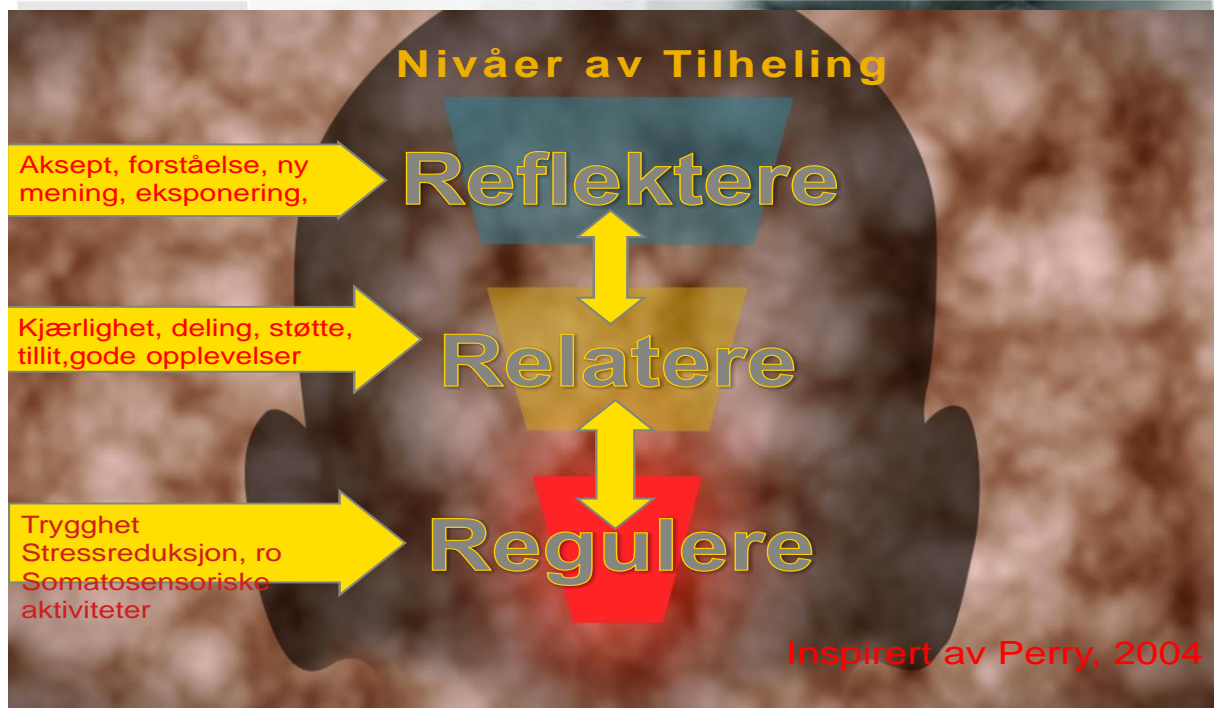 Nivåer av Tilheling
Aksept, forståelse, ny
mening, eksponering,
Reflektere
Kjærlighet, deling, støtte,
tillit,gode opplevelser
Relatere
Trygghet
Stressreduksjon, ro
Somatosensoriske
aktiviteter
Regulere
Inspirert av Perry, 2004